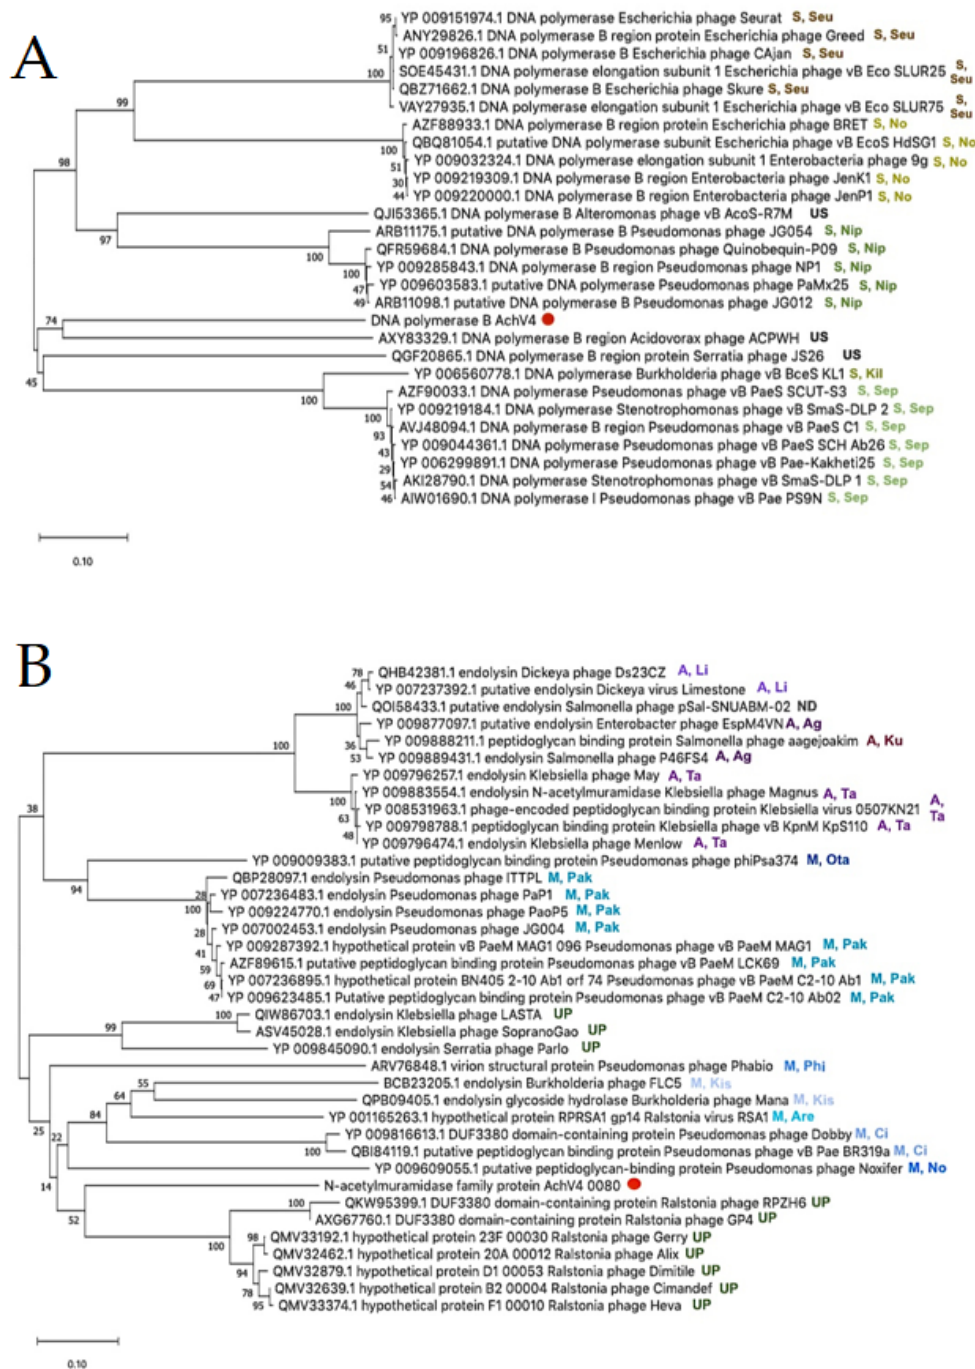 A
95 YP 009151974.1 DNA polymerase Escherichia phage Seurat S, Seu
ANY29826.1 DNA polymerase B region protein Escherichia phage Greed S, Seu
51 YP 009196826.1 DNA polymerase B Escherichia phage CAjan S, Seu
SOE45431.1 DNA polymerase elongation subunit 1 Escherichia phage vB Eco SLUR25 S, Seu
100 QBZ71662.1 DNA polymerase B Escherichia phage Skure S, Seu
VAY27935.1 DNA polymerase elongation subunit 1 Escherichia phage vB Eco SLUR75 S, Seu
99 AZF88933.1 DNA polymerase B region protein Escherichia phage BRET S, No
100 QBQ81054.1 putative DNA polymerase subunit Escherichia phage vB EcoS HdSG1 S, No
51 YP 009032324.1 DNA polymerase elongation subunit 1 Enterobacteria phage 9g S, No
98 30 YP 009219309.1 DNA polymerase B region Enterobacteria phage JenK1 S, No
44 YP 009220000.1 DNA polymerase B region Enterobacteria phage JenP1 S, No
QJI53365.1 DNA polymerase B Alteromonas phage vB AcoS-R7M US
97 ARB11175.1 putative DNA polymerase B Pseudomonas phage JG054 S, Nip
100 QFR59684.1 DNA polymerase B Pseudomonas phage Quinobequin-P09 S, Nip
100 YP 009285843.1 DNA polymerase B region Pseudomonas phage NP1 S, Nip
47 YP 009603583.1 putative DNA polymerase Pseudomonas phage PaMx25 S, Nip
49 ARB11098.1 putative DNA polymerase B Pseudomonas phage JG012 S, Nip
74 DNA polymerase B AchV4
AXY83329.1 DNA polymerase B region Acidovorax phage ACPWH US
QGF20865.1 DNA polymerase B region protein Serratia phage JS26 US
45 YP 006560778.1 DNA polymerase Burkholderia phage vB BceS KL1 S, Kil
100 AZF90033.1 DNA polymerase Pseudomonas phage vB PaeS SCUT-S3 S, Sep
100 YP 009219184.1 DNA polymerase Stenotrophomonas phage vB SmaS-DLP 2 S, Sep
93 AVJ48094.1 DNA polymerase B region Pseudomonas phage vB PaeS C1 S, Sep
43 YP 009044361.1 DNA polymerase Pseudomonas phage vB PaeS SCH Ab26 S, Sep
29 YP 006299891.1 DNA polymerase Pseudomonas phage vB Pae-Kakheti25 S, Sep
54 AKI28790.1 DNA polymerase Stenotrophomonas phage vB SmaS-DLP 1 S, Sep
46 AIW01690.1 DNA polymerase I Pseudomonas phage vB Pae PS9N S, Sep
0.10
B
78 QHB42381.1 endolysin Dickeya phage Ds23CZ A, Li
46 YP 007237392.1 putative endolysin Dickeya virus Limestone A, Li
100 QOI58433.1 putative endolysin Salmonella phage pSal-SNUABM-02 ND
YP 009877097.1 putative endolysin Enterobacter phage EspM4VN A, Ag
100 36 YP 009888211.1 peptidoglycan binding protein Salmonella phage aagejoakim A, Ku
53 YP 009889431.1 endolysin Salmonella phage P46FS4 A, Ag
YP 009796257.1 endolysin Klebsiella phage May A, Ta
100 YP 009883554.1 endolysin N-acetylmuramidase Klebsiella phage Magnus A, Ta
63 YP 008531963.1 phage-encoded peptidoglycan binding protein Klebsiella virus 0507KN21 A, Ta
38 48 YP 009798788.1 peptidoglycan binding protein Klebsiella phage vB KpnM KpS110 A, Ta
YP 009796474.1 endolysin Klebsiella phage Menlow A, Ta
YP 009009383.1 putative peptidoglycan binding protein Pseudomonas phage phiPsa374 M, Ota
94 QBP28097.1 endolysin Pseudomonas phage ITTPL M, Pak
28 YP 007236483.1 endolysin Pseudomonas phage PaP1 M, Pak
100 YP 009224770.1 endolysin Pseudomonas phage PaoP5 M, Pak
28 YP 007002453.1 endolysin Pseudomonas phage JG004 M, Pak
41 YP 009287392.1 hypothetical protein vB PaeM MAG1 096 Pseudomonas phage vB PaeM MAG1 M, Pak
59 AZF89615.1 putative peptidoglycan binding protein Pseudomonas phage vB PaeM LCK69 M, Pak
69 YP 007236895.1 hypothetical protein BN405 2-10 Ab1 orf 74 Pseudomonas phage vB PaeM C2-10 Ab1 M, Pak
47 YP 009623485.1 Putative peptidoglycan binding protein Pseudomonas phage vB PaeM C2-10 Ab02 M, Pak
100 QIW86703.1 endolysin Klebsiella phage LASTA UP
99 ASV45028.1 endolysin Klebsiella phage SopranoGao UP
YP 009845090.1 endolysin Serratia phage Parlo UP
ARV76848.1 virion structural protein Pseudomonas phage Phabio M, Phi
55 BCB23205.1 endolysin Burkholderia phage FLC5 M, Kis
64 QPB09405.1 endolysin glycoside hydrolase Burkholderia phage Mana M, Kis
84 YP 001165263.1 hypothetical protein RPRSA1 gp14 Ralstonia virus RSA1 M, Are
25 22 YP 009816613.1 DUF3380 domain-containing protein Pseudomonas phage Dobby M, Ci
100 QBI84119.1 putative peptidoglycan binding protein Pseudomonas phage vB Pae BR319a M, Ci
YP 009609055.1 putative peptidoglycan-binding protein Pseudomonas phage Noxifer M, No
14 N-acetylmuramidase family protein AchV4 0080
100 QKW95399.1 DUF3380 domain-containing protein Ralstonia phage RPZH6 UP
52 AXG67760.1 DUF3380 domain-containing protein Ralstonia phage GP4 UP
98 QMV33192.1 hypothetical protein 23F 00030 Ralstonia phage Gerry UP
100 QMV32462.1 hypothetical protein 20A 00012 Ralstonia phage Alix UP
94 QMV32879.1 hypothetical protein D1 00053 Ralstonia phage Dimitile UP
78 QMV32639.1 hypothetical protein B2 00004 Ralstonia phage Cimandef UP
95 QMV33374.1 hypothetical protein F1 00010 Ralstonia phage Heva UP
0.10